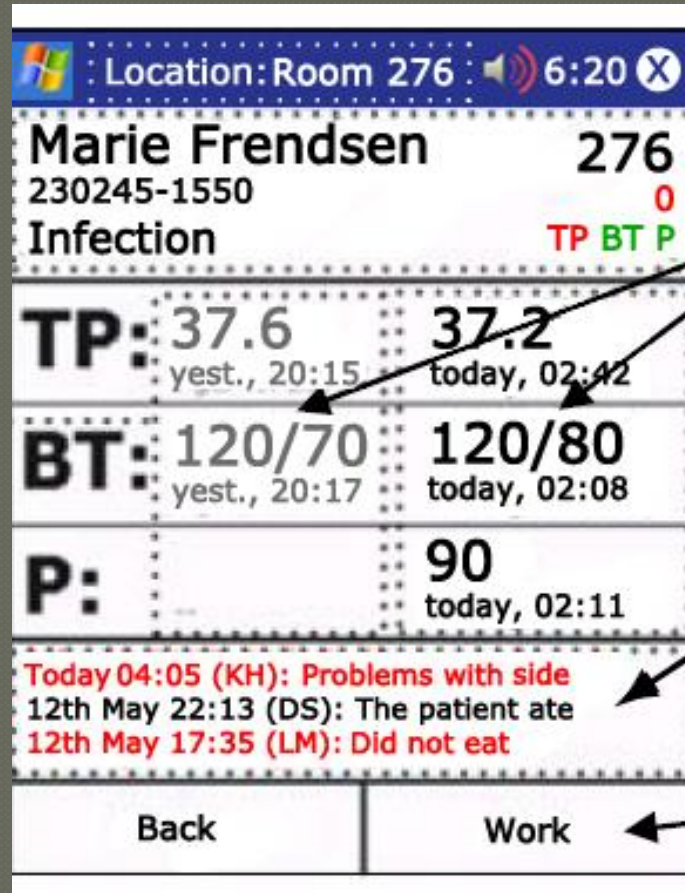 Location: Room 276 6:20
Marie Frendsen 276
230245-1550 0
Infection TP BT P
TP: 37.6 37.2
yest., 20:15 today, 02:42
BT: 120/70 120/80
yest., 20:17 today, 02:08
P: 90
today, 02:11
Today 04:05 (KH): Problems with side
12th May 22:13 (DS): The patient ate
12th May 17:35 (LM): Did not eat
Back Work